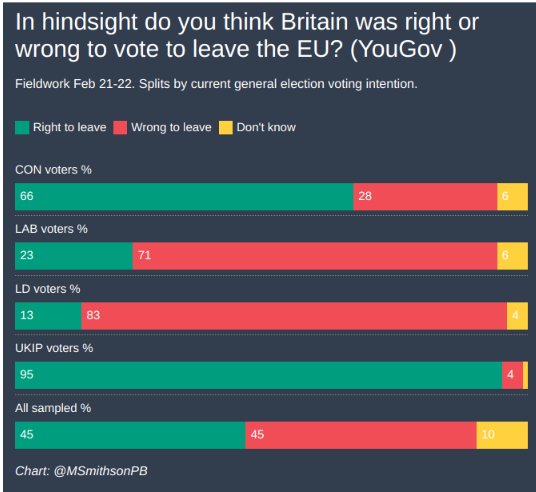 In hindsight do you think Britain was right or
wrong to vote to leave the EU? (YouGov )
Fieldwork Feb 21-22. Splits by current general election voting intention.
Right to leave Wrong to leave Don't know
CON voters %
66 28 6
LAB voters %
23 71 6
LD voters %
13 83 4
UKIP voters %
95 4
All sampled %
45 45 10
Chart: @MSmithsonPB